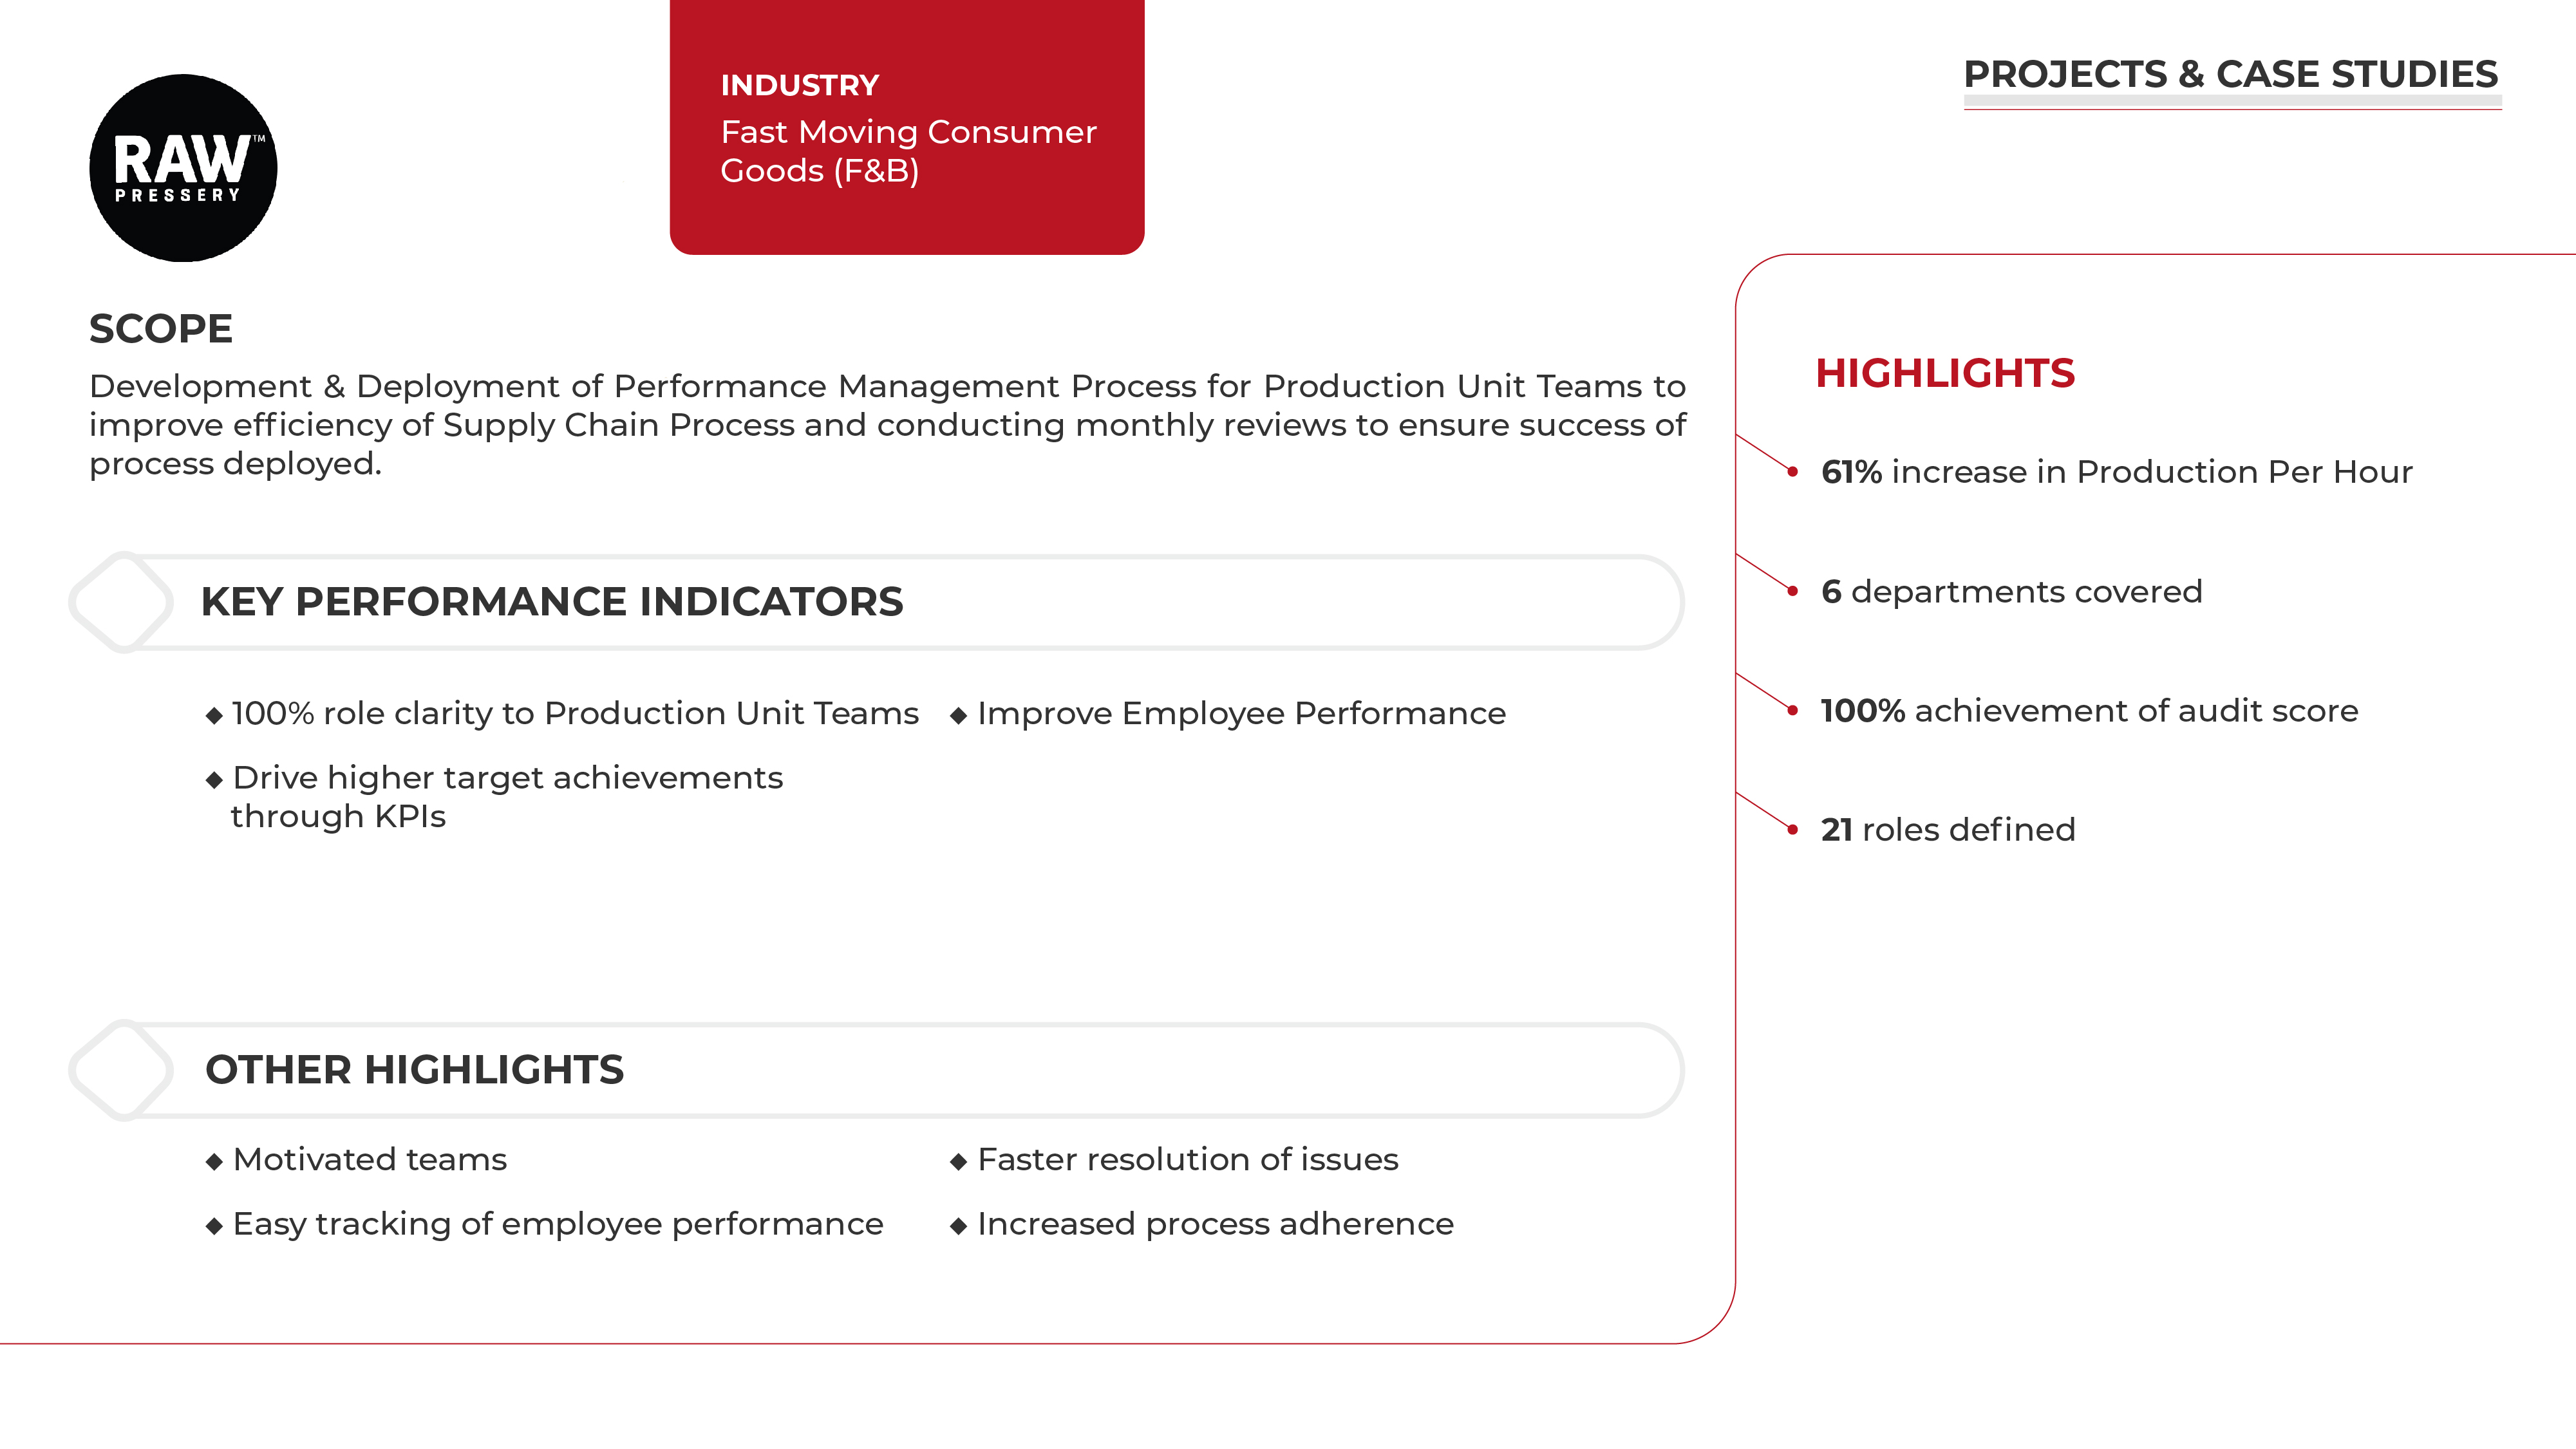 RAW™
PRESSERY
INDUSTRY
Fast Moving Consumer
Goods (F&B)
PROJECTS & CASE STUDIES
SCOPE
Development & Deployment of Performance Management Process for Production Unit Teams to
improve efficiency of Supply Chain Process and conducting monthly reviews to ensure success of
process deployed.
KEY PERFORMANCE INDICATORS
◆ 100% role clarity to Production Unit Teams
◆ Drive higher target achievements
through KPIs
◆ Improve Employee Performance
OTHER HIGHLIGHTS
◆ Motivated teams
◆ Easy tracking of employee performance
◆ Faster resolution of issues
◆ Increased process adherence
HIGHLIGHTS
61% increase in Production Per Hour
6 departments covered
100% achievement of audit score
21 roles defined